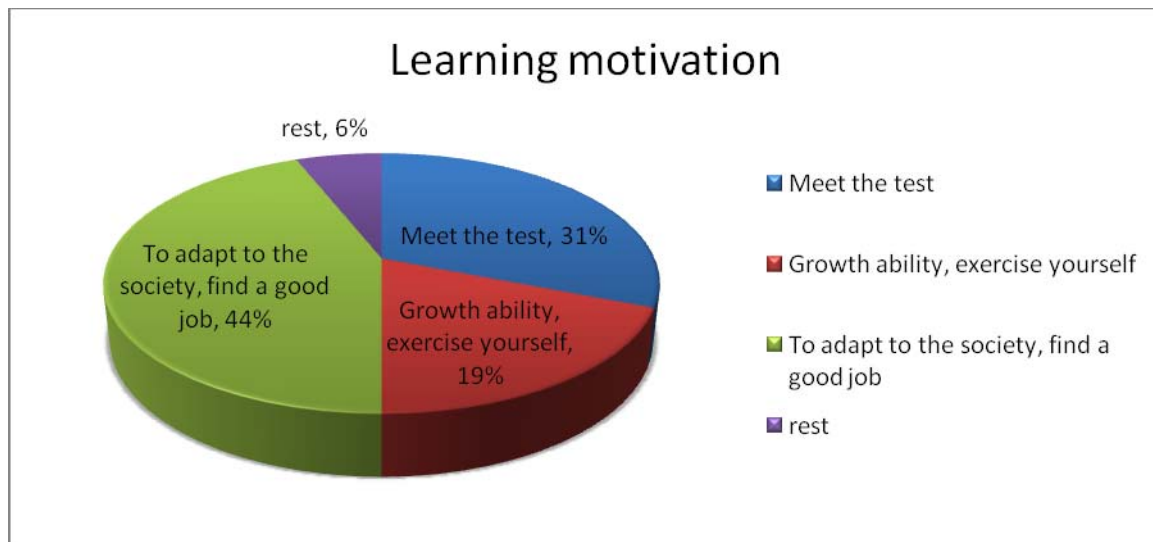 Learning motivation
rest, 6%
Meet the test, 31%
To adapt to the
society, find a good
job, 44%
Growth ability,
exercise yourself,
19%
Meet the test
Growth ability, exercise yourself
To adapt to the society, find a
good job
rest